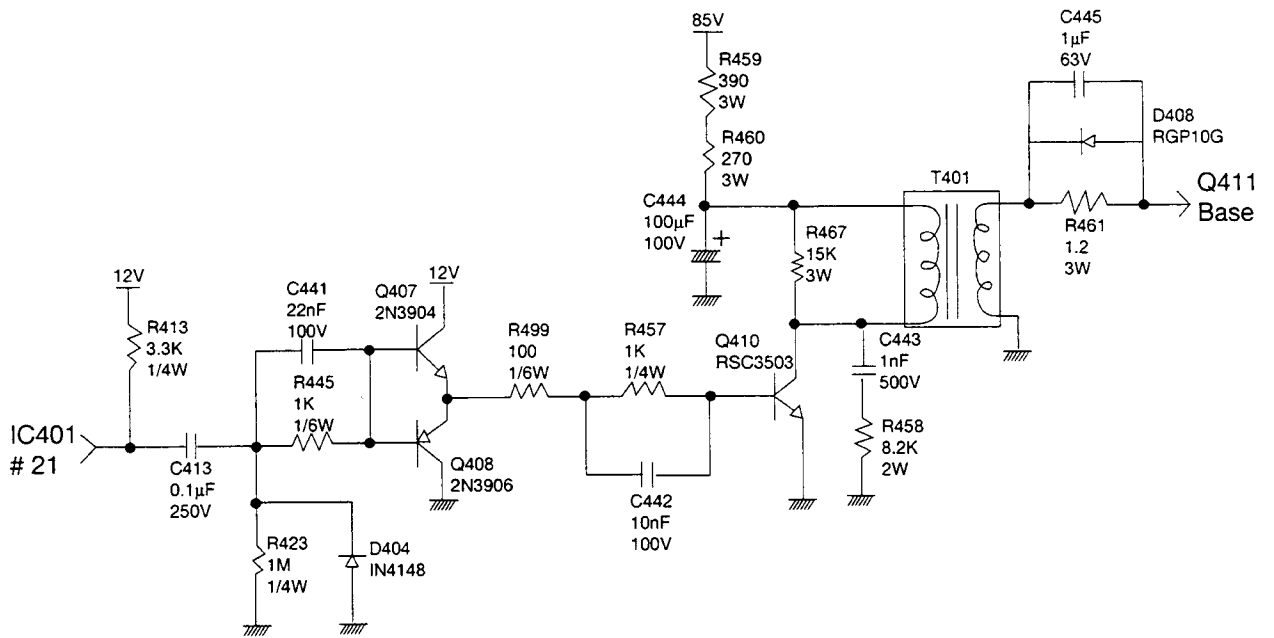 85V
R459
390
3W
R460
270
3W
C444
100µF
100V
+
R467
15K
3W
T401
C445
1µF
63V
D408
RGP10G
R461
1.2
3W
Q411
Base
12V
R413
3.3K
1/4W
IC401
# 21
C413
0.1µF
250V
C441
22nF
100V
R445
1K
1/6W
Q407
2N3904
12V
Q408
2N3906
R423
1M
1/4W
D404
IN4148
R499
100
1/6W
R457
1K
1/4W
C442
10nF
100V
Q410
RSC3503
C443
1nF
500V
R458
8.2K
2W